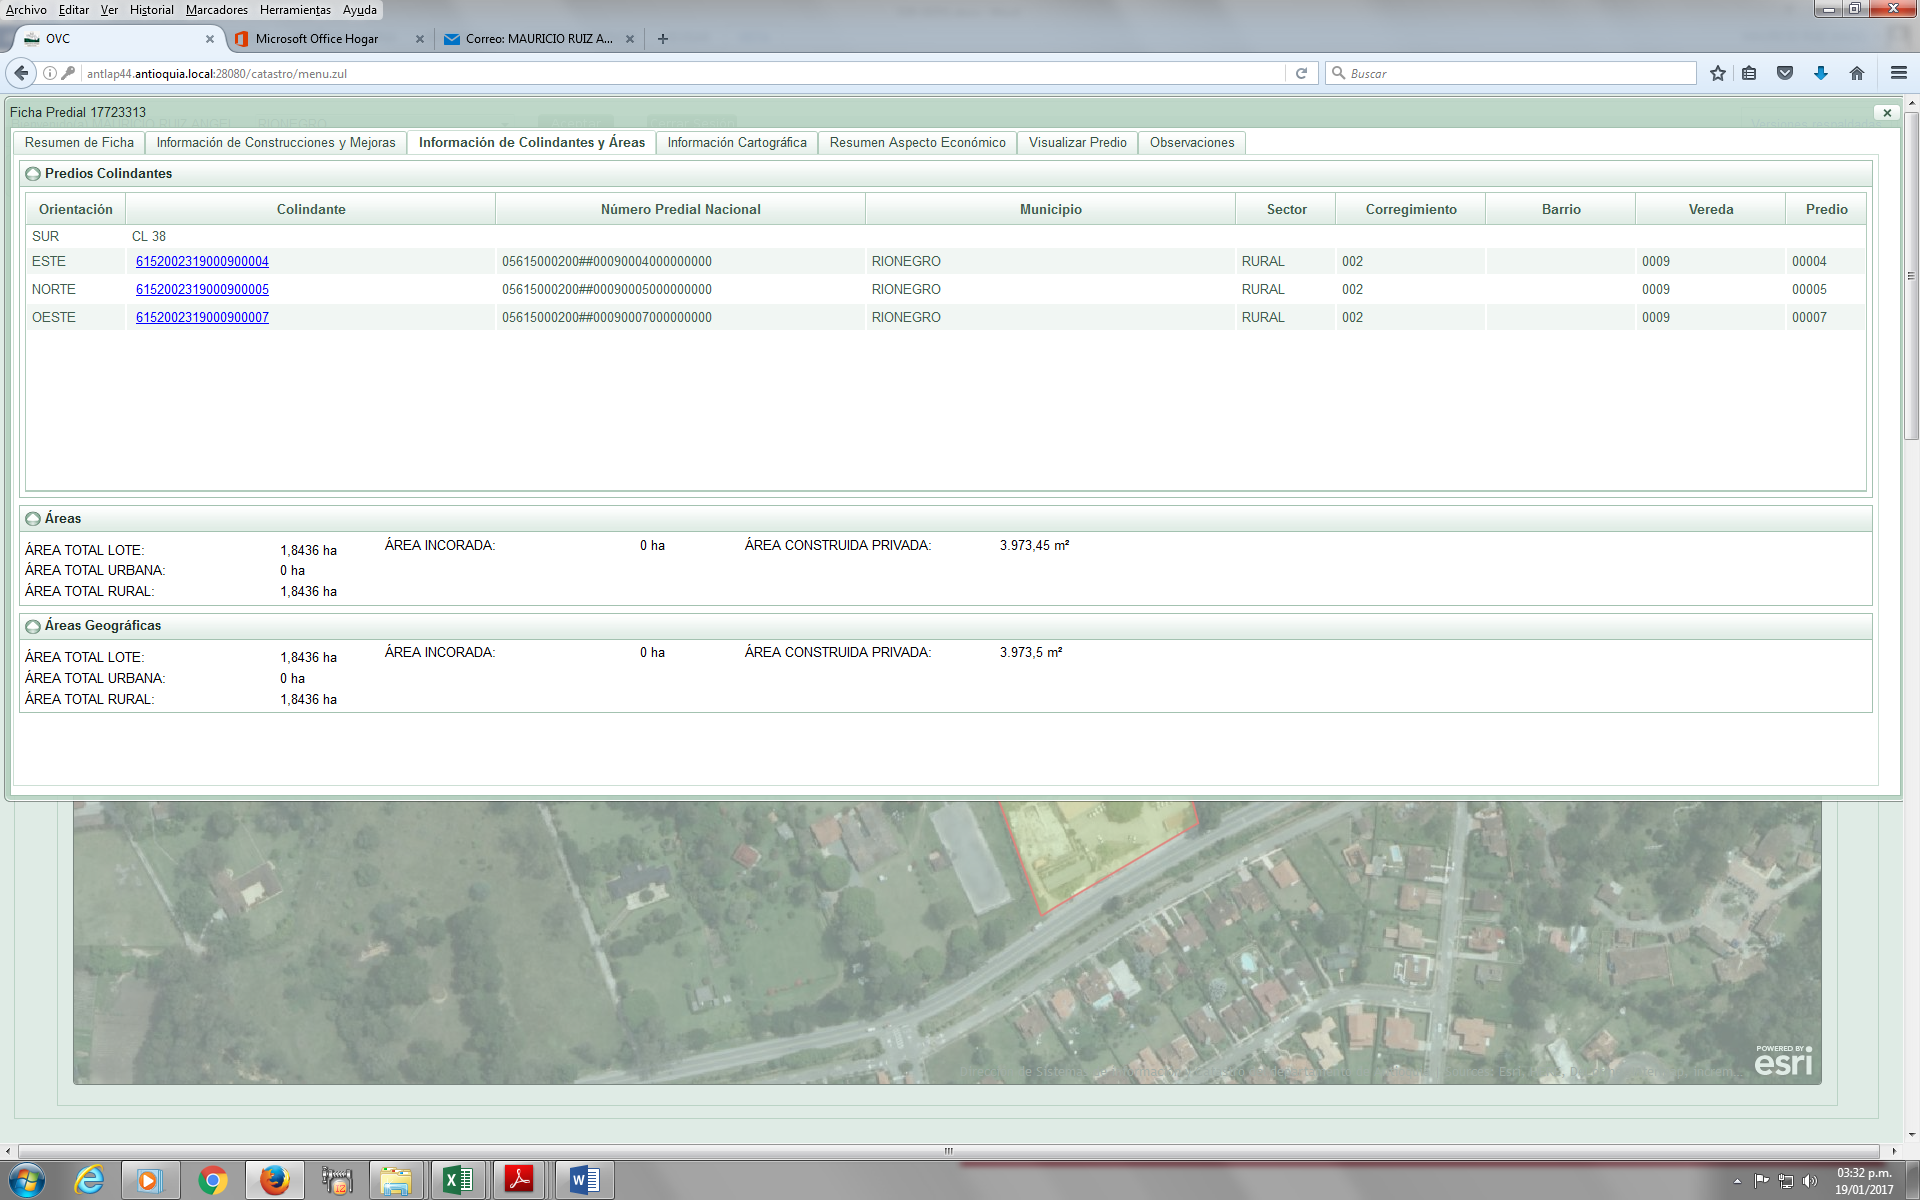 Archivo Editar Ver Historial Marcadores Herramientas Ayuda
OVC
Microsoft Office Hogar
Correo: MAURICIO RUIZ A...
antlap44.antioquia.local:28080/catastro/menu.zul
Buscar
Ficha Predial 17723313
Resumen de Ficha Información de Construcciones y Mejoras Información de Colindantes y Áreas Información Cartográfica Resumen Aspecto Económico Visualizar Predio Observaciones
Predios Colindantes
Orientación Colindante Número Predial Nacional Municipio Sector Corregimiento Barrio Vereda Predio
SUR CL 38
ESTE 6152002319000900004 05615000200##00090004000000000 RIONEGRO RURAL 002 0009 00004
NORTE 6152002319000900005 05615000200##00090005000000000 RIONEGRO RURAL 002 0009 00005
OESTE 6152002319000900007 05615000200##00090007000000000 RIONEGRO RURAL 002 0009 00007
Áreas
ÁREA TOTAL LOTE: 1,8436 ha ÁREA INCORADA: 0 ha ÁREA CONSTRUIDA PRIVADA: 3.973,45 m²
ÁREA TOTAL URBANA: 0 ha
ÁREA TOTAL RURAL: 1,8436 ha
Áreas Geográficas
ÁREA TOTAL LOTE: 1,8436 ha ÁREA INCORADA: 0 ha ÁREA CONSTRUIDA PRIVADA: 3.973,5 m²
ÁREA TOTAL URBANA: 0 ha
ÁREA TOTAL RURAL: 1,8436 ha
POWERED BY
esri
03:32 p.m.
19/01/2017